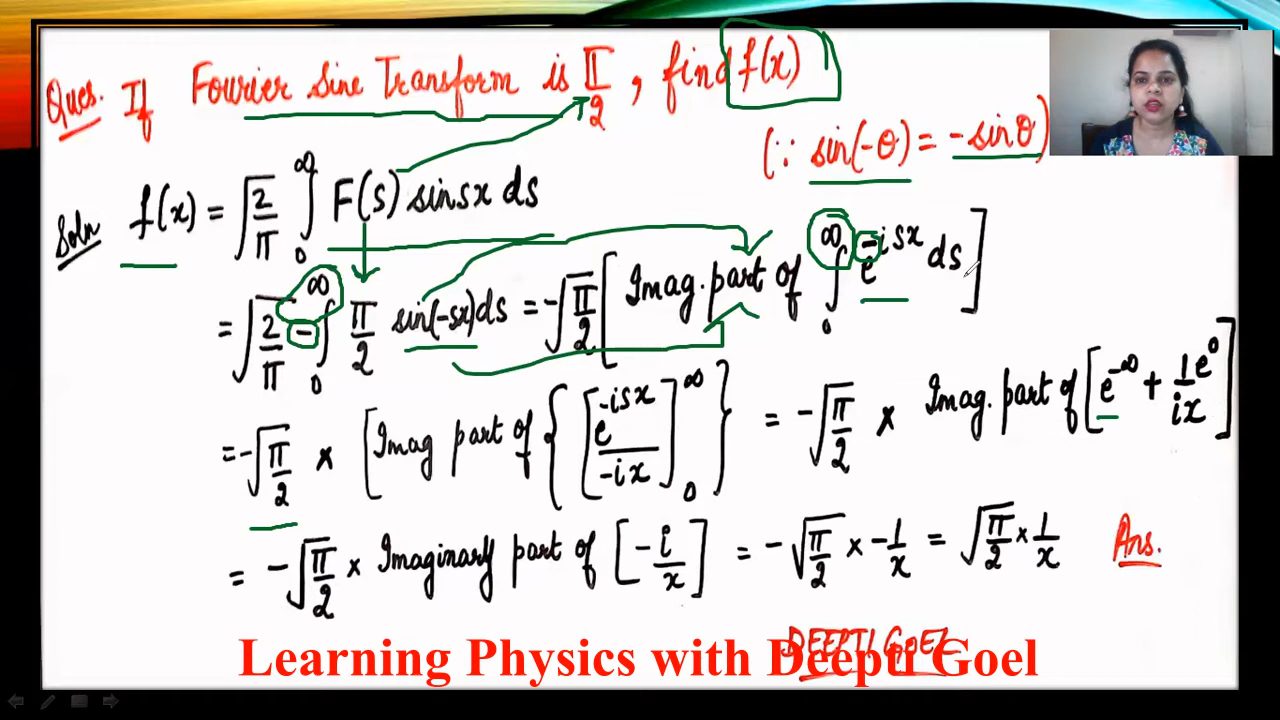 Ques. If Fourier Sine Transform is π/2, find f(x)
(∵ sin(-θ) = -sinθ)
Soln f(x) = √(2/π) ∫₀^∞ F(s) sinsx ds
= √(2/π) - ∫₀^∞ π/2 sin(-sx)ds = -√(π/2) [Imag. part of ∫₀^∞ e^(-isx) ds]
= -√(π/2) × [Imag part of { [e^(-isx)/(-ix)]₀^∞ } = -√(π/2) × Imag. part of [e^(-∞) + (1/ix)e^0]
= -√(π/2) × Imaginary part of [-i/x] = -√(π/2) × -1/x = √(π/2) × 1/x Ans.
DEEPTI GOEL
Learning Physics with Deepti Goel